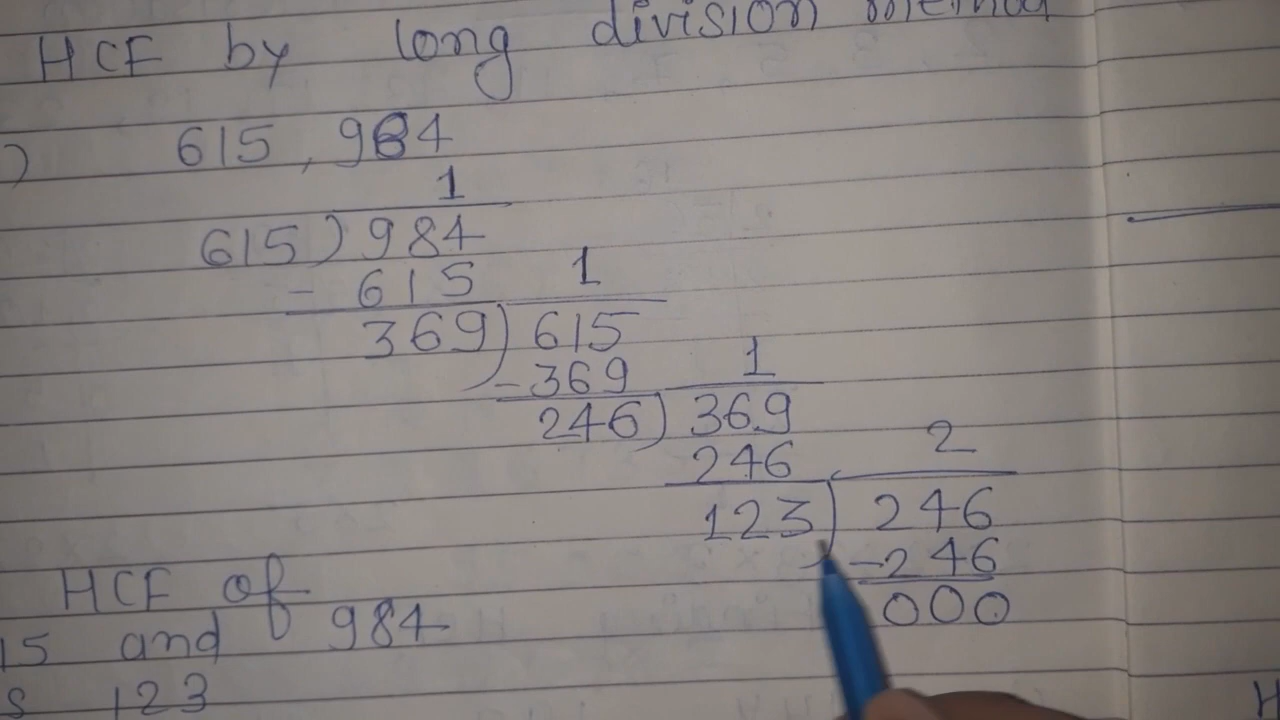 HCF by long division method
) 615, 984
1
615) 984
- 615 1
369) 615
- 369 1
246) 369
246 2
123) 246
- 246
000
HCF of
15 and 984
s 123
H